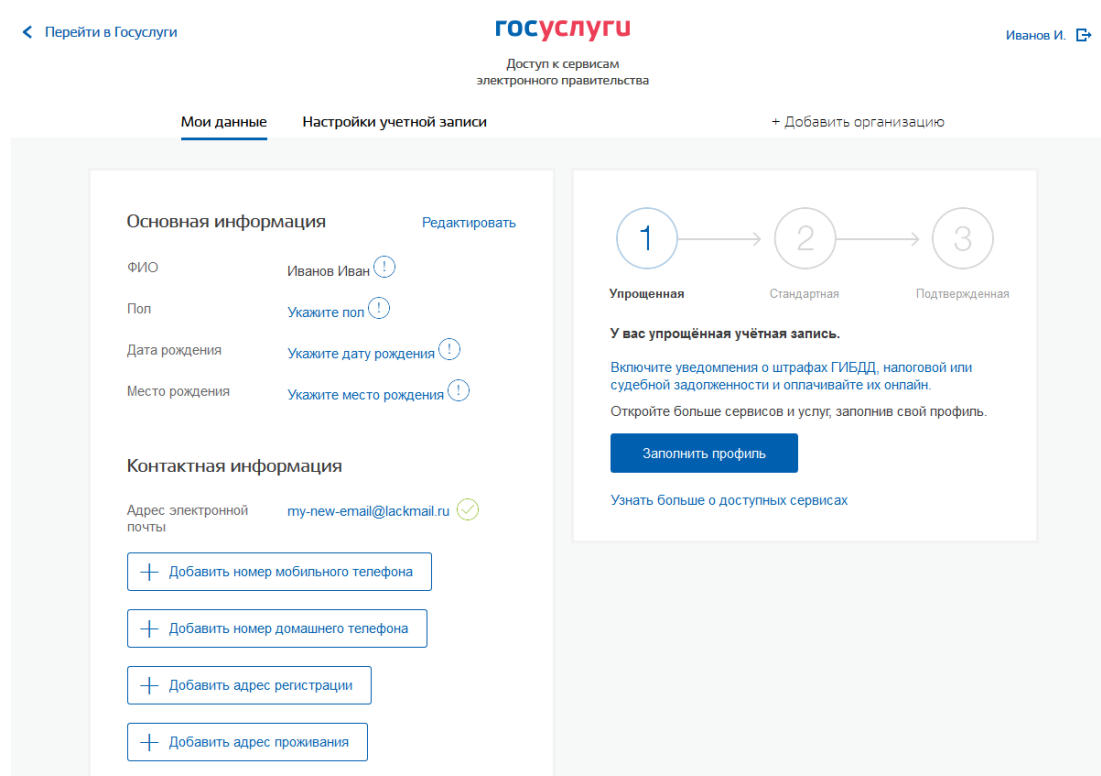 Перейти в Госуслуги
госуслуги
Иванов И.
Доступ к сервисам
электронного правительства
Мои данные
Настройки учетной записи
+ Добавить организацию
Основная информация
Редактировать
ФИО
Иванов Иван
Пол
Укажите пол
Дата рождения
Укажите дату рождения
Место рождения
Укажите место рождения
Контактная информация
Адрес электронной
почты
my-new-email@lackmail.ru
Добавить номер мобильного телефона
Добавить номер домашнего телефона
Добавить адрес регистрации
Добавить адрес проживания
1
2
3
Упрощенная
Стандартная
Подтвержденная
У вас упрощённая учётная запись.
Включите уведомления о штрафах ГИБДД, налоговой или
судебной задолженности и оплачивайте их онлайн.
Откройте больше сервисов и услуг, заполнив свой профиль.
Заполнить профиль
Узнать больше о доступных сервисах